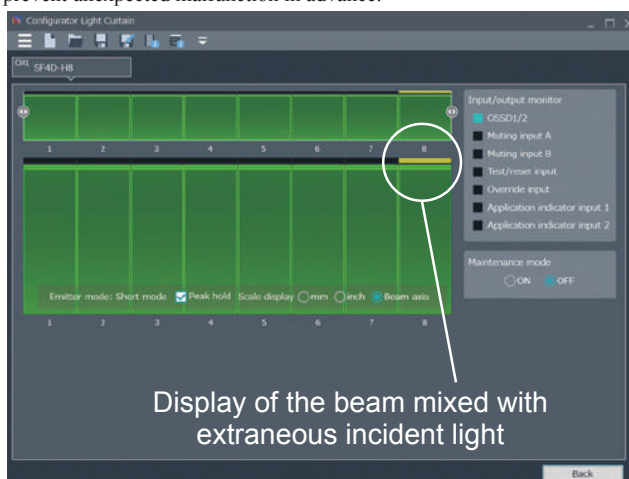 prevent unexpected malfunction in advance.
Configurator Light Curtain
CH1 SF4D-H8
Input/output monitor
OSSD1/2
Muting input A
Muting input B
Test/reset input
Override input
Application indicator input 1
Application indicator input 2
1 2 3 4 5 6 7 8
Maintenance mode
ON OFF
Emitter mode: Short mode Peak hold Scale display mm inch Beam axis
1 2 3 4 5 6 7 8
Display of the beam mixed with
extraneous incident light
Back